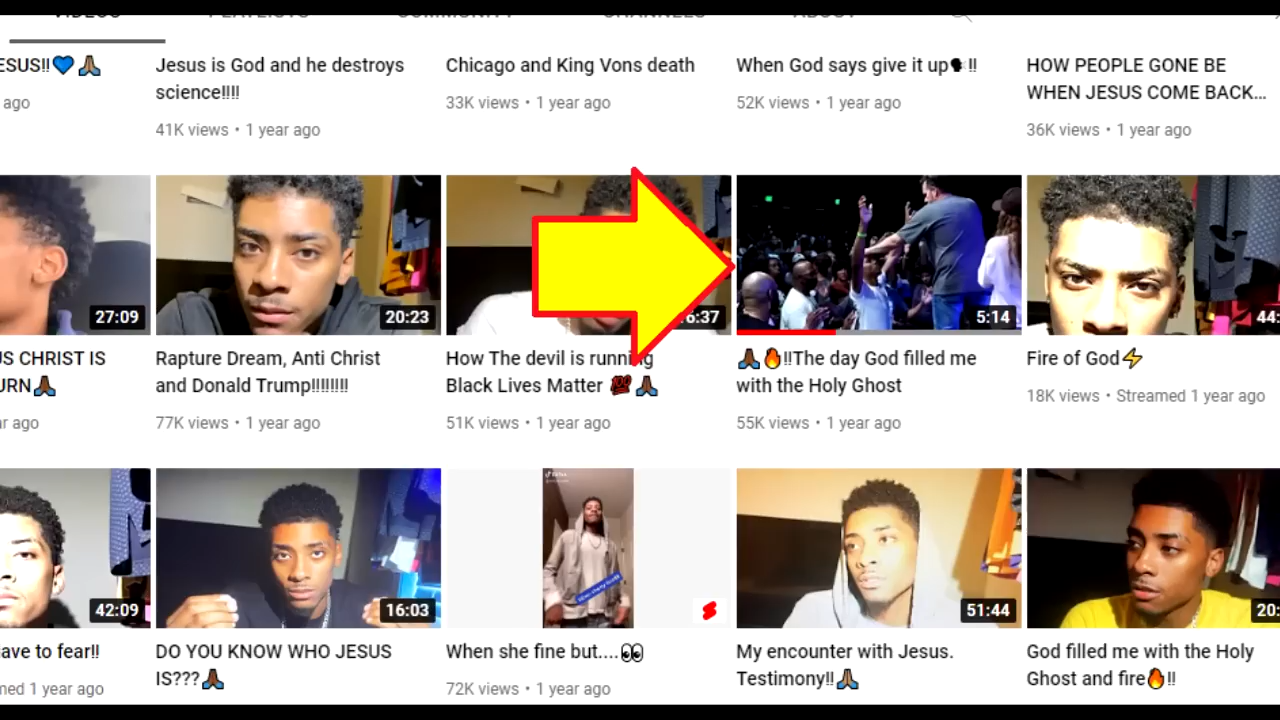 VIDEOS PLAYLISTS COMMUNITY CHANNELS ABOUT
ESUS!!💙🙏🏽
Jesus is God and he destroys
science!!!!
Chicago and King Vons death
When God says give it up🗣!!
HOW PEOPLE GONE BE
WHEN JESUS COME BACK...
ago
41K views • 1 year ago
33K views • 1 year ago
52K views • 1 year ago
36K views • 1 year ago
27:09
20:23
6:37
5:14
44:
US CHRIST IS
URN🙏🏾
Rapture Dream, Anti Christ
and Donald Trump!!!!!!!!
How The devil is running
Black Lives Matter 💯🙏🏾
🙏🏾🔥!!The day God filled me
with the Holy Ghost
Fire of God⚡
ar ago
77K views • 1 year ago
51K views • 1 year ago
55K views • 1 year ago
18K views • Streamed 1 year ago
42:09
16:03
51:44
20:
ave to fear!!
DO YOU KNOW WHO JESUS
IS???🙏🏾
When she fine but....👀
My encounter with Jesus.
Testimony!!🙏🏽
God filled me with the Holy
Ghost and fire🔥!!
med 1 year ago
72K views • 1 year ago